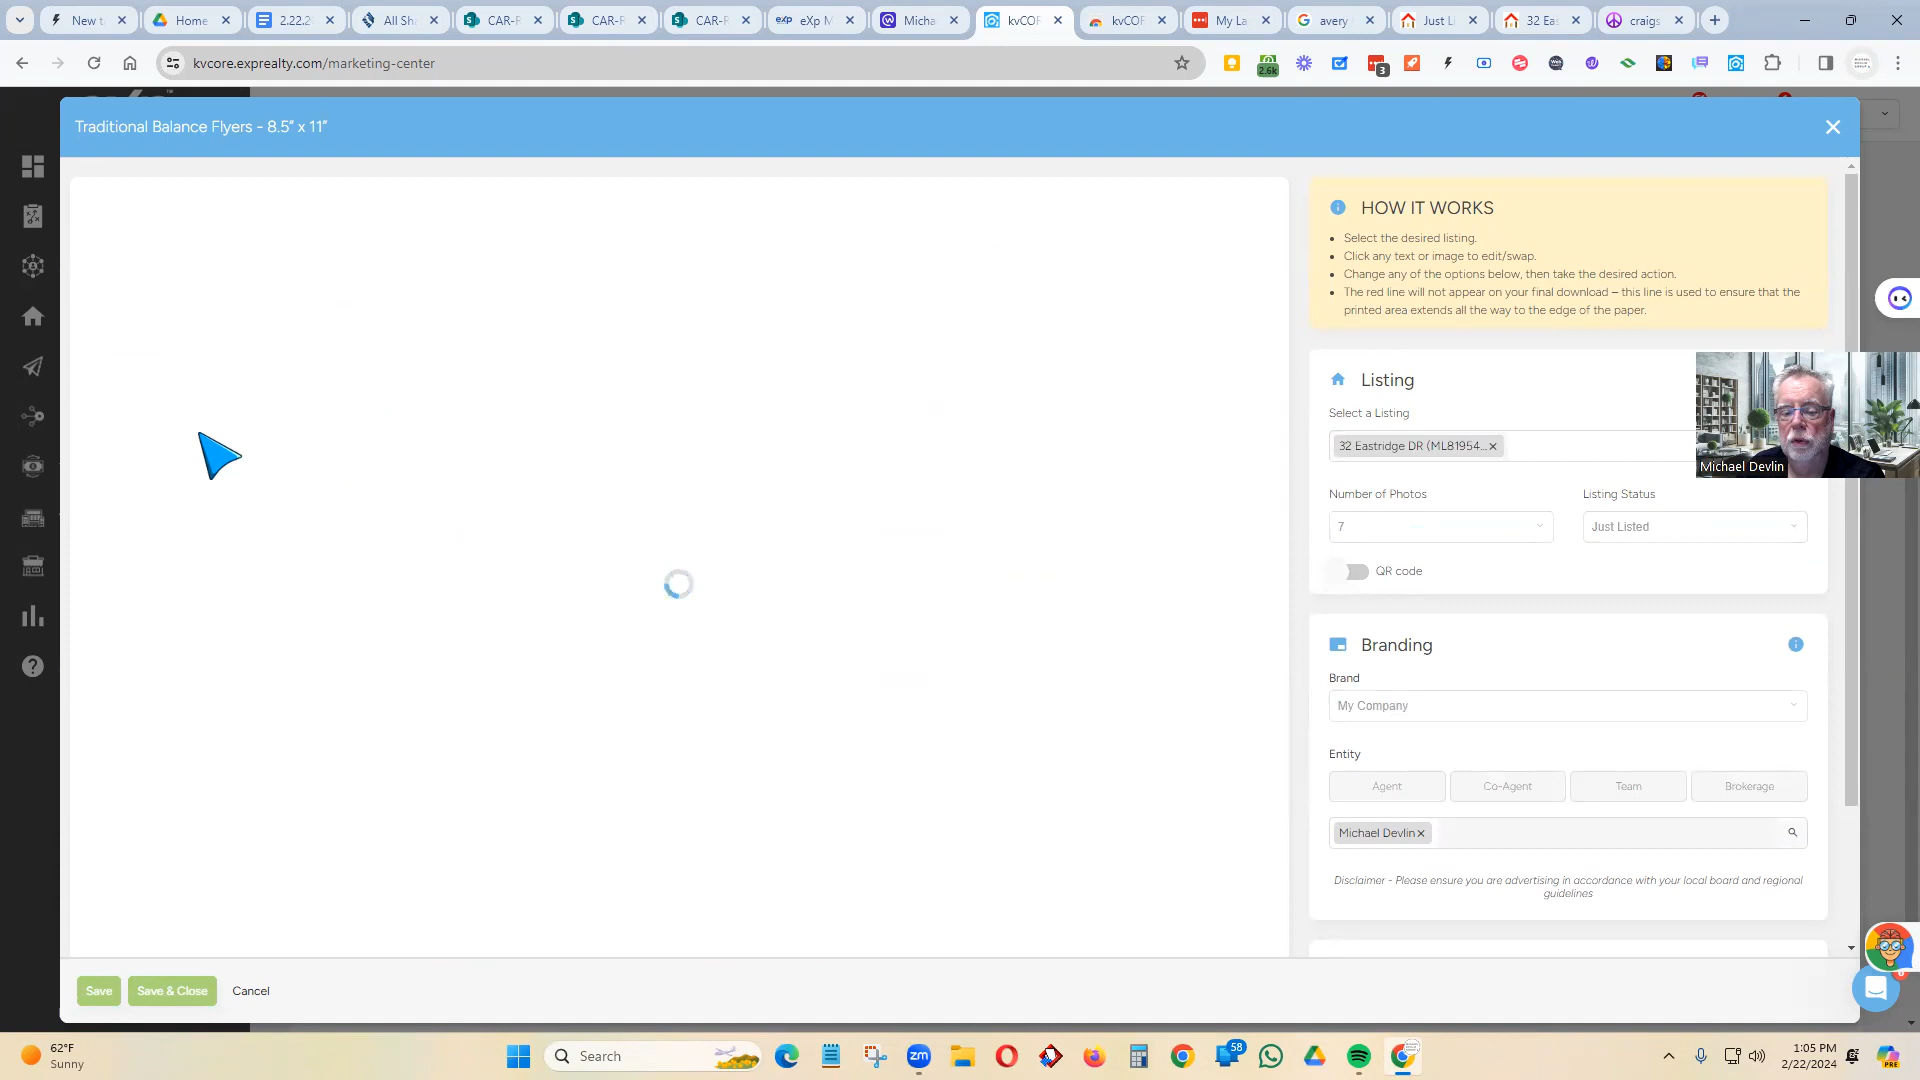 New t
Home
2.22.2
All Sh
CAR-F
CAR-F
CAR-F
eXp M
Micha
kvCOF
kvCOF
My La
avery
Just Li
32 Eas
craigs
kvcore.exprealty.com/marketing-center
2.6k
3
Traditional Balance Flyers - 8.5” x 11”
HOW IT WORKS
Select the desired listing.
Click any text or image to edit/swap.
Change any of the options below, then take the desired action.
The red line will not appear on your final download – this line is used to ensure that the
printed area extends all the way to the edge of the paper.
Listing
Select a Listing
32 Eastridge DR (ML81954...
Michael Devlin
Number of Photos
Listing Status
7
Just Listed
QR code
Branding
Brand
My Company
Entity
Agent
Co-Agent
Team
Brokerage
Michael Devlin
Disclaimer - Please ensure you are advertising in accordance with your local board and regional
guidelines
Save
Save & Close
Cancel
62°F
Sunny
Search
zm
58
1:05 PM
2/22/2024
PRE